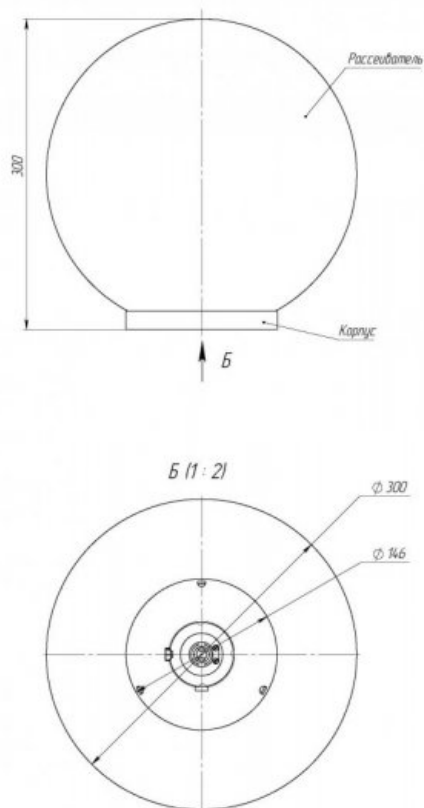 Рассеиватель
300
Корпус
Б
Б (1 : 2)
Ф 300
Ф 146